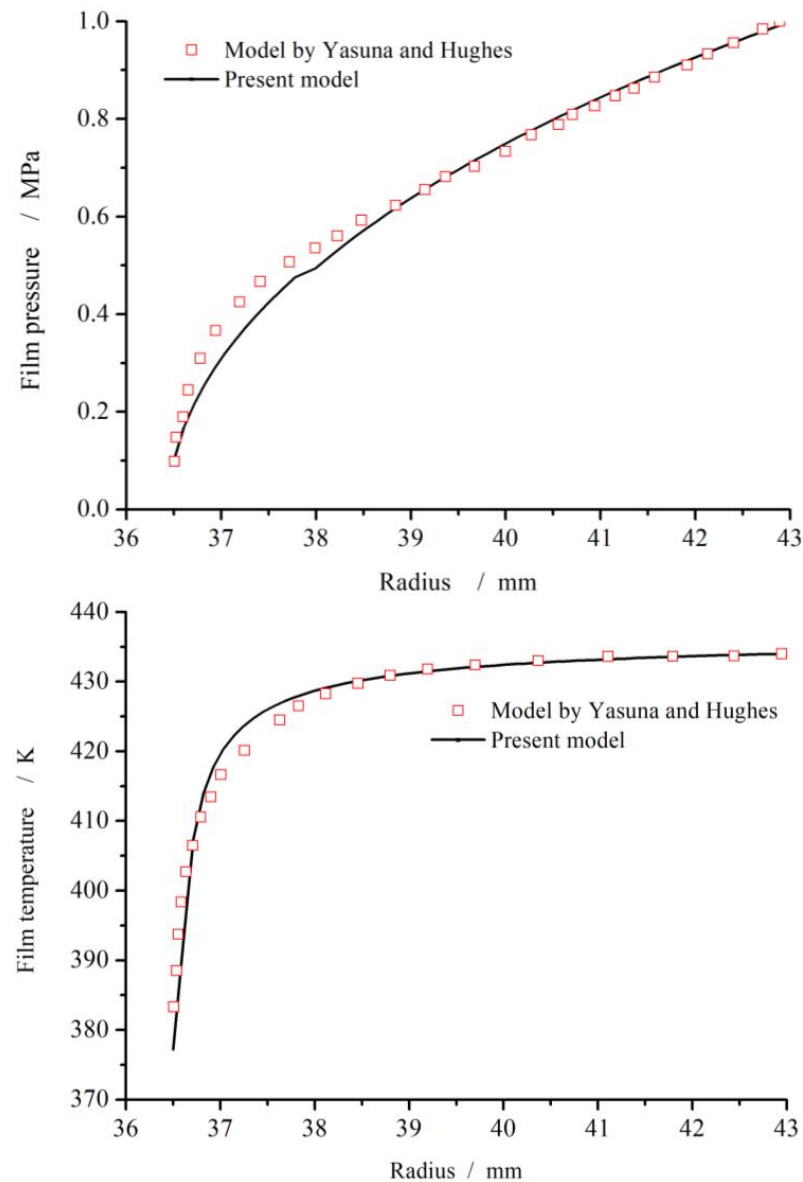 1.0
0.8
0.6
0.4
0.2
0.0
Film pressure / MPa
Model by Yasuna and Hughes
Present model
36 37 38 39 40 41 42 43
Radius / mm
440
430
420
410
400
390
380
370
Film temperature / K
Model by Yasuna and Hughes
Present model
36 37 38 39 40 41 42 43
Radius / mm